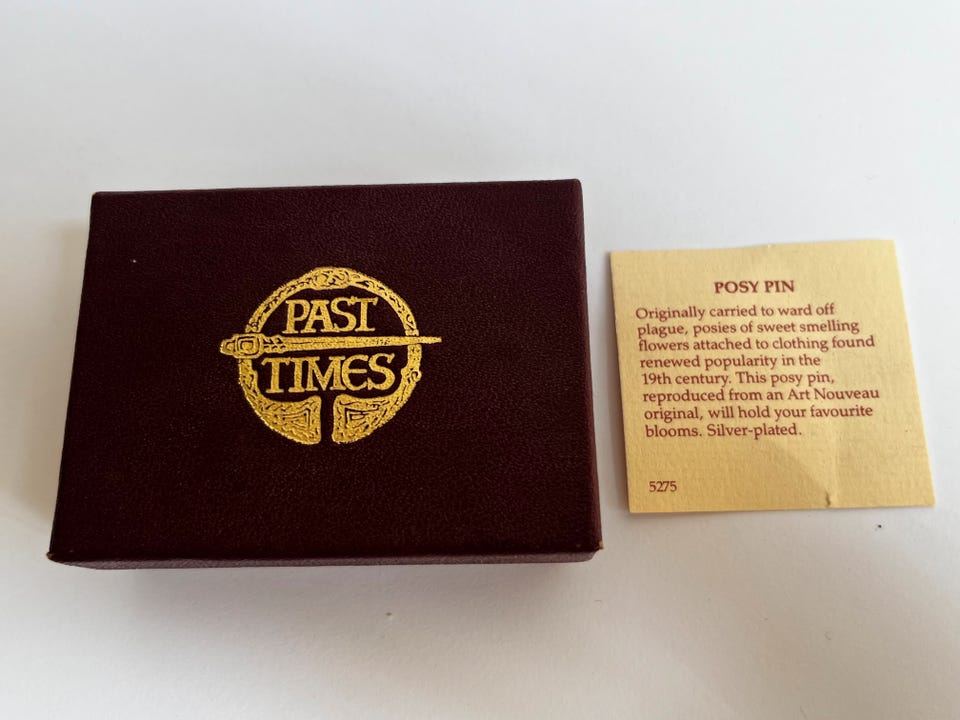 PAST
TIMES
POSY PIN
Originally carried to ward off
plague, posies of sweet smelling
flowers attached to clothing found
renewed popularity in the
19th century. This posy pin,
reproduced from an Art Nouveau
original, will hold your favourite
blooms. Silver-plated.
5275